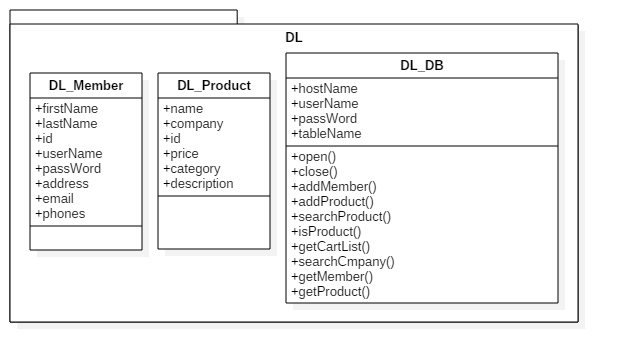 DL
DL_Member
+firstName
+lastName
+id
+userName
+passWord
+address
+email
+phones
DL_Product
+name
+company
+id
+price
+category
+description
DL_DB
+hostName
+userName
+passWord
+tableName
+open()
+close()
+addMember()
+addProduct()
+searchProduct()
+isProduct()
+getCartList()
+searchCmpany()
+getMember()
+getProduct()